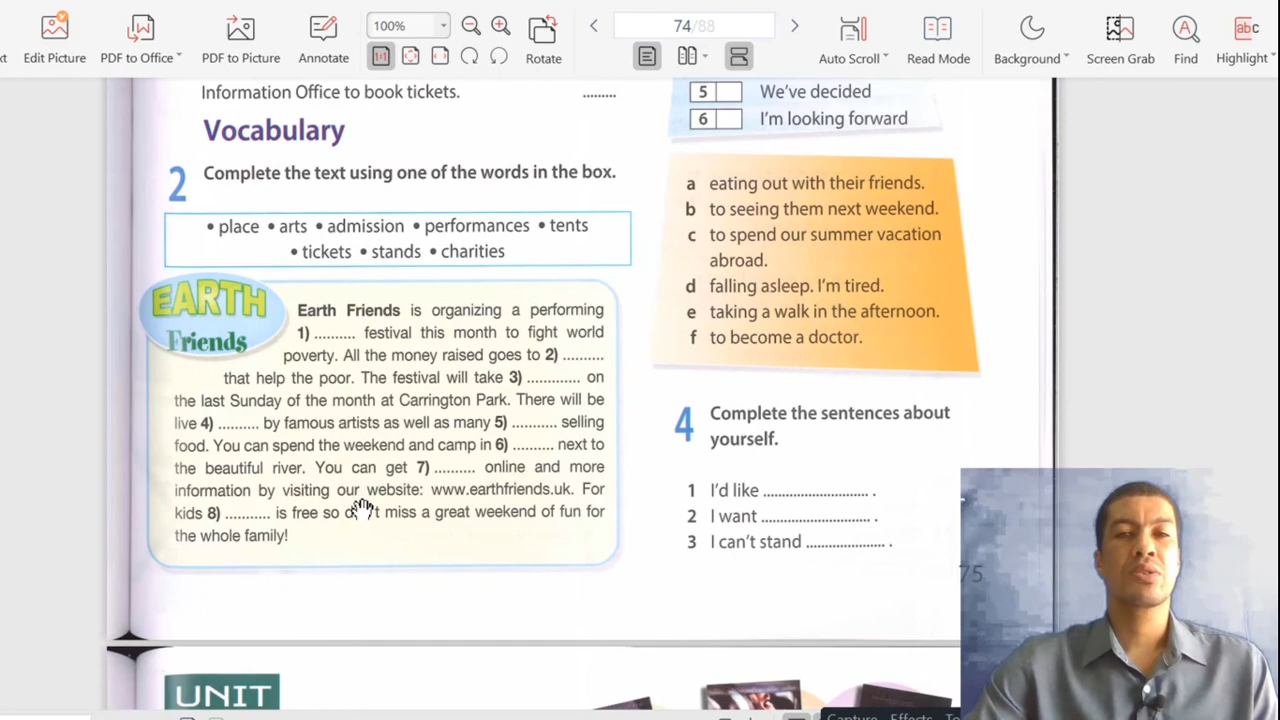 Edit Picture
PDF to Office
PDF to Picture
Annotate
100%
Rotate
74/88
Auto Scroll
Read Mode
Background
Screen Grab
Find
Highlight
Information Office to book tickets. .........
Vocabulary
2 Complete the text using one of the words in the box.
• place • arts • admission • performances • tents
• tickets • stands • charities
EARTH
Friends
Earth Friends is organizing a performing
1) .......... festival this month to fight world
poverty. All the money raised goes to 2) ..........
that help the poor. The festival will take 3) ............. on
the last Sunday of the month at Carrington Park. There will be
live 4) .......... by famous artists as well as many 5) ........... selling
food. You can spend the weekend and camp in 6) .......... next to
the beautiful river. You can get 7) .......... online and more
information by visiting our website: www.earthfriends.uk. For
kids 8) ........... is free so miss a great weekend of fun for
the whole family!
5 We've decided
6 I'm looking forward
a eating out with their friends.
b to seeing them next weekend.
c to spend our summer vacation
abroad.
d falling asleep. I'm tired.
e taking a walk in the afternoon.
f to become a doctor.
4 Complete the sentences about
yourself.
1 I'd like ............................ .
2 I want ............................. .
3 I can't stand ..................... .
75
UNIT
Capture Effects To